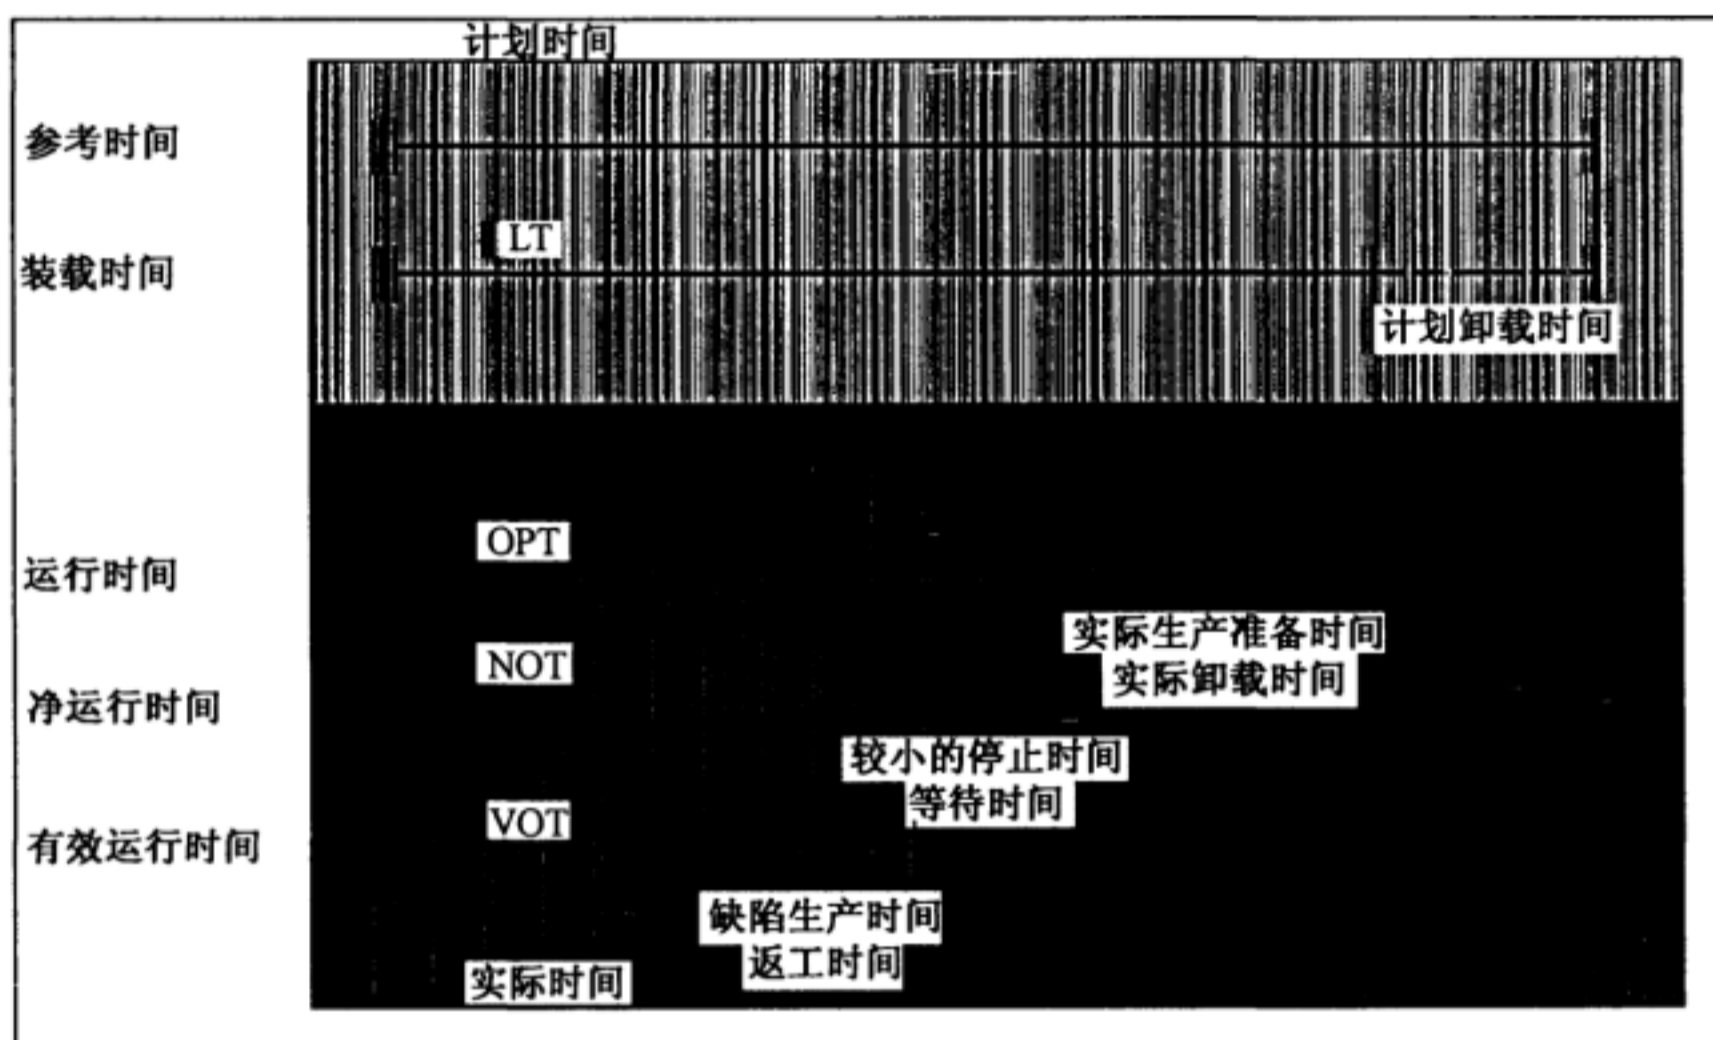 计划时间
参考时间
LT
装载时间
计划卸载时间
OPT
运行时间
实际生产准备时间
实际卸载时间
NOT
净运行时间
较小的停止时间
等待时间
VOT
有效运行时间
缺陷生产时间
返工时间
实际时间